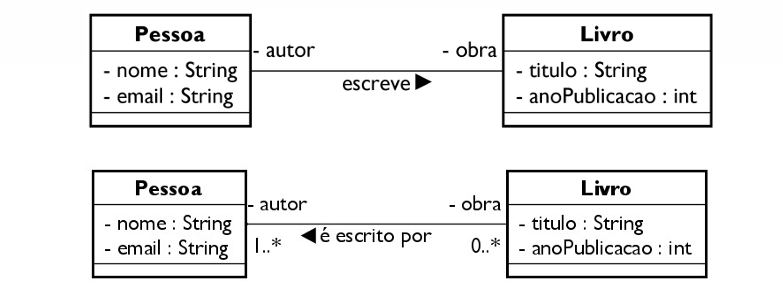 Pessoa
- nome : String
- email : String
- autor
- obra
escreve ▶
Livro
- titulo : String
- anoPublicacao : int
Pessoa
- nome : String
- email : String
- autor
- obra
1..*
◀ é escrito por
0..*
Livro
- titulo : String
- anoPublicacao : int